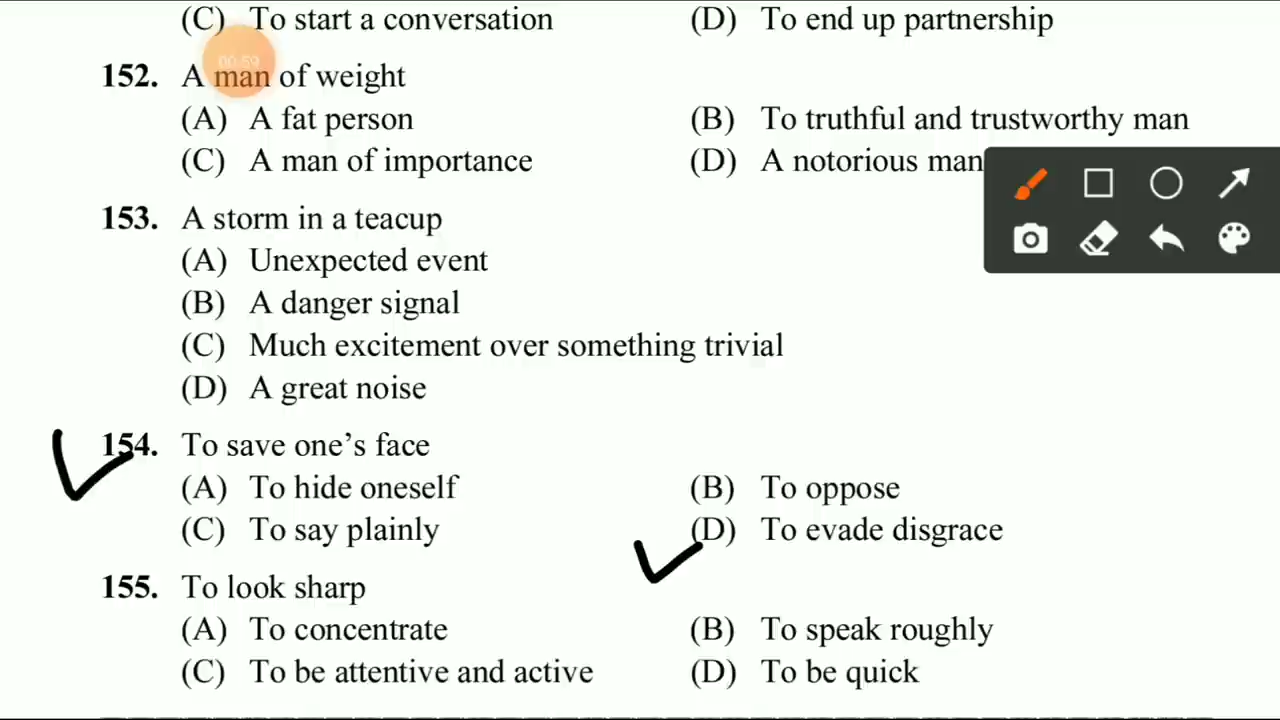 (C) To start a conversation (D) To end up partnership
00:59
152. A man of weight
(A) A fat person (B) To truthful and trustworthy man
(C) A man of importance (D) A notorious man
153. A storm in a teacup
(A) Unexpected event
(B) A danger signal
(C) Much excitement over something trivial
(D) A great noise
154. To save one’s face
(A) To hide oneself (B) To oppose
(C) To say plainly (D) To evade disgrace
155. To look sharp
(A) To concentrate (B) To speak roughly
(C) To be attentive and active (D) To be quick